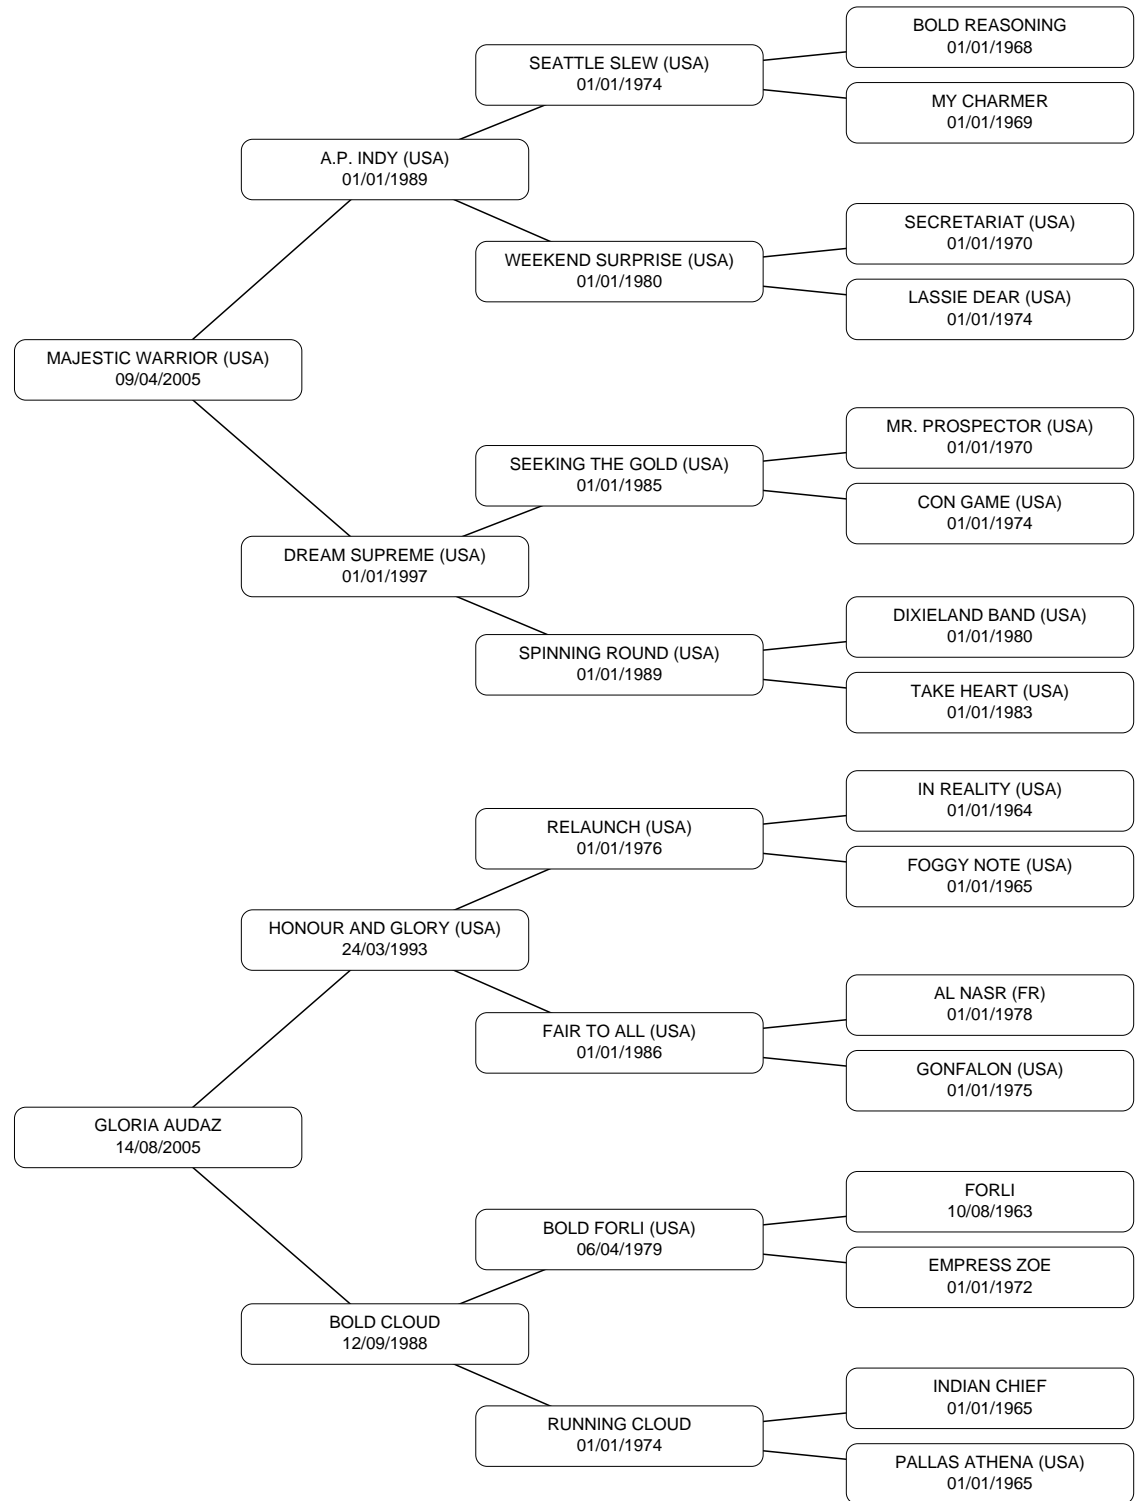 BOLD REASONING
01/01/1968
SEATTLE SLEW (USA)
01/01/1974
MY CHARMER
01/01/1969
A.P. INDY (USA)
01/01/1989
SECRETARIAT (USA)
01/01/1970
WEEKEND SURPRISE (USA)
01/01/1980
LASSIE DEAR (USA)
01/01/1974
MAJESTIC WARRIOR (USA)
09/04/2005
MR. PROSPECTOR (USA)
01/01/1970
SEEKING THE GOLD (USA)
01/01/1985
CON GAME (USA)
01/01/1974
DREAM SUPREME (USA)
01/01/1997
DIXIELAND BAND (USA)
01/01/1980
SPINNING ROUND (USA)
01/01/1989
TAKE HEART (USA)
01/01/1983
IN REALITY (USA)
01/01/1964
RELAUNCH (USA)
01/01/1976
FOGGY NOTE (USA)
01/01/1965
HONOUR AND GLORY (USA)
24/03/1993
AL NASR (FR)
01/01/1978
FAIR TO ALL (USA)
01/01/1986
GONFALON (USA)
01/01/1975
GLORIA AUDAZ
14/08/2005
FORLI
10/08/1963
BOLD FORLI (USA)
06/04/1979
EMPRESS ZOE
01/01/1972
BOLD CLOUD
12/09/1988
INDIAN CHIEF
01/01/1965
RUNNING CLOUD
01/01/1974
PALLAS ATHENA (USA)
01/01/1965